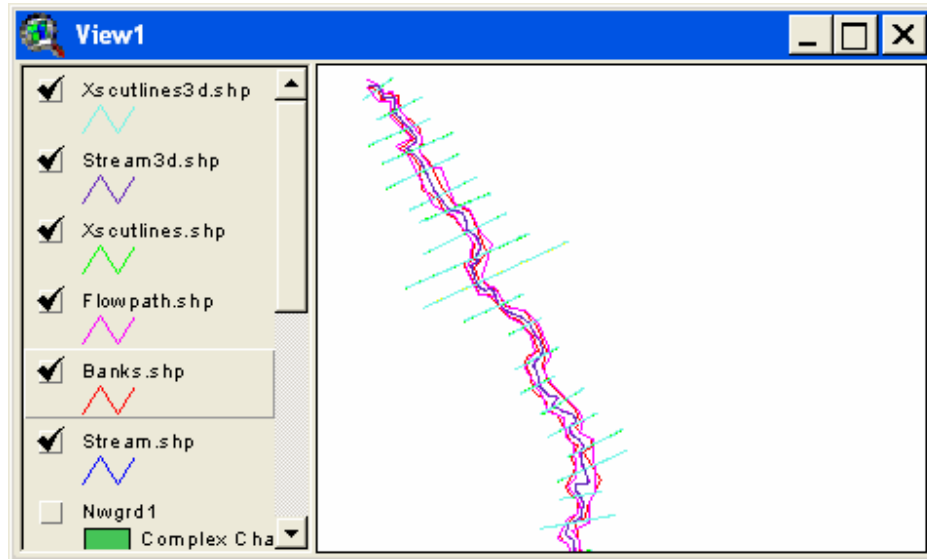 View1
Xscutlines3d.shp
Stream3d.shp
Xscutlines.shp
Flowpath.shp
Banks.shp
Stream.shp
Nwgrd1
Complex Cha